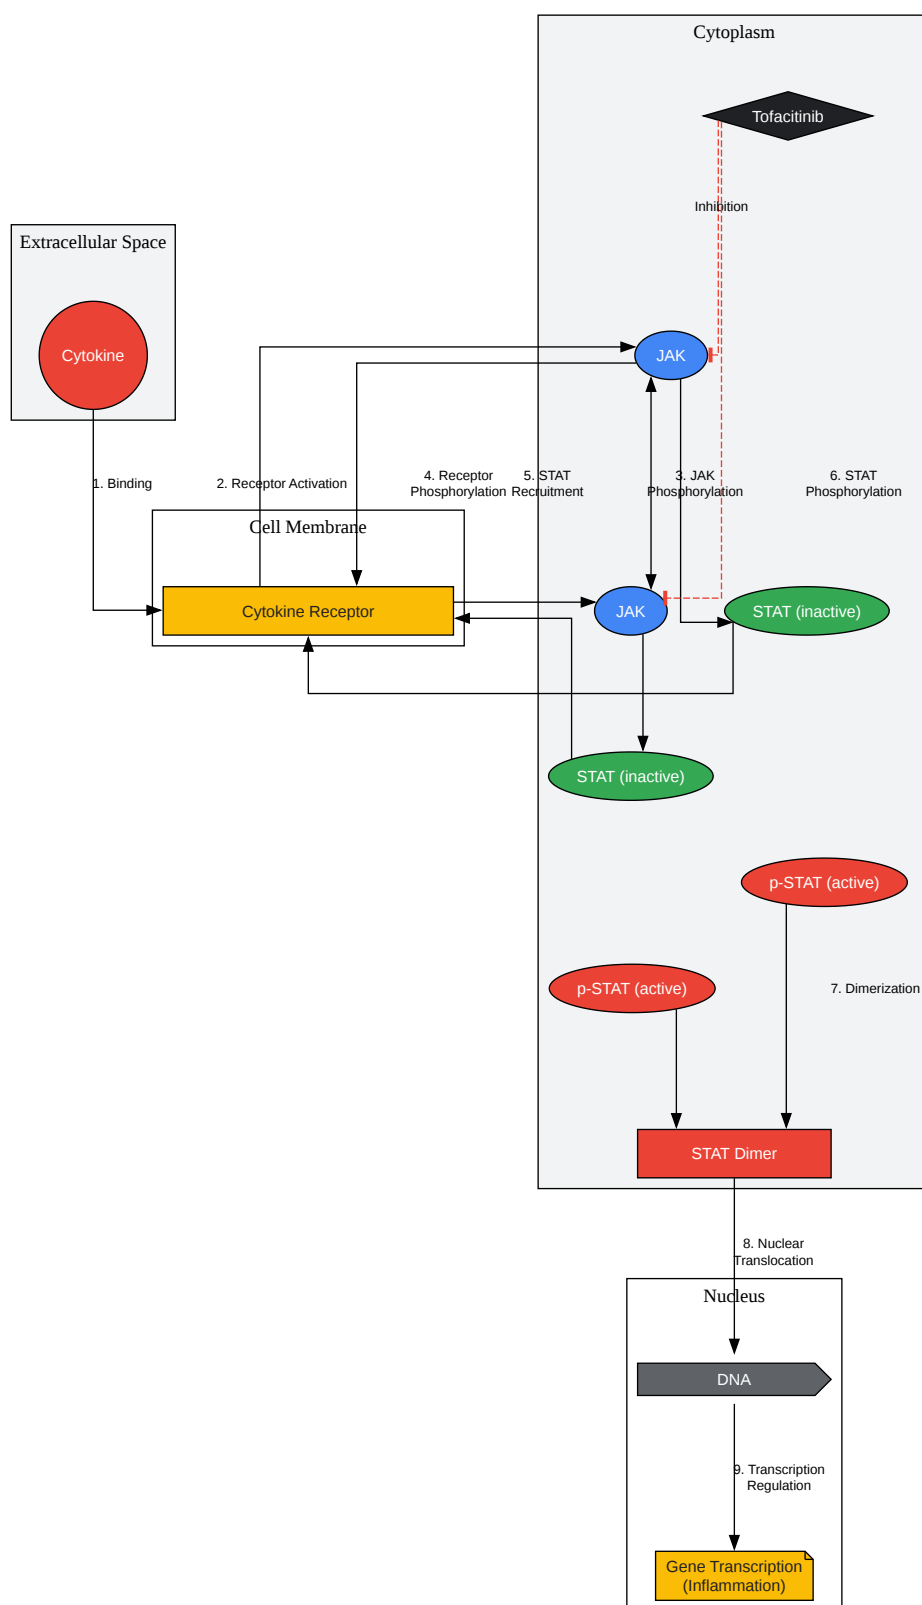 Cytoplasm
Tofacitinib
Inhibition
Extracellular Space
Cytokine
JAK
1. Binding
2. Receptor Activation
4. Receptor
Phosphorylation
5. STAT
Recruitment
3. JAK
Phosphorylation
6. STAT
Phosphorylation
Cell Membrane
Cytokine Receptor
JAK
STAT (inactive)
STAT (inactive)
p-STAT (active)
p-STAT (active)
7. Dimerization
STAT Dimer
8. Nuclear
Translocation
Nucleus
DNA
9. Transcription
Regulation
Gene Transcription
(Inflammation)